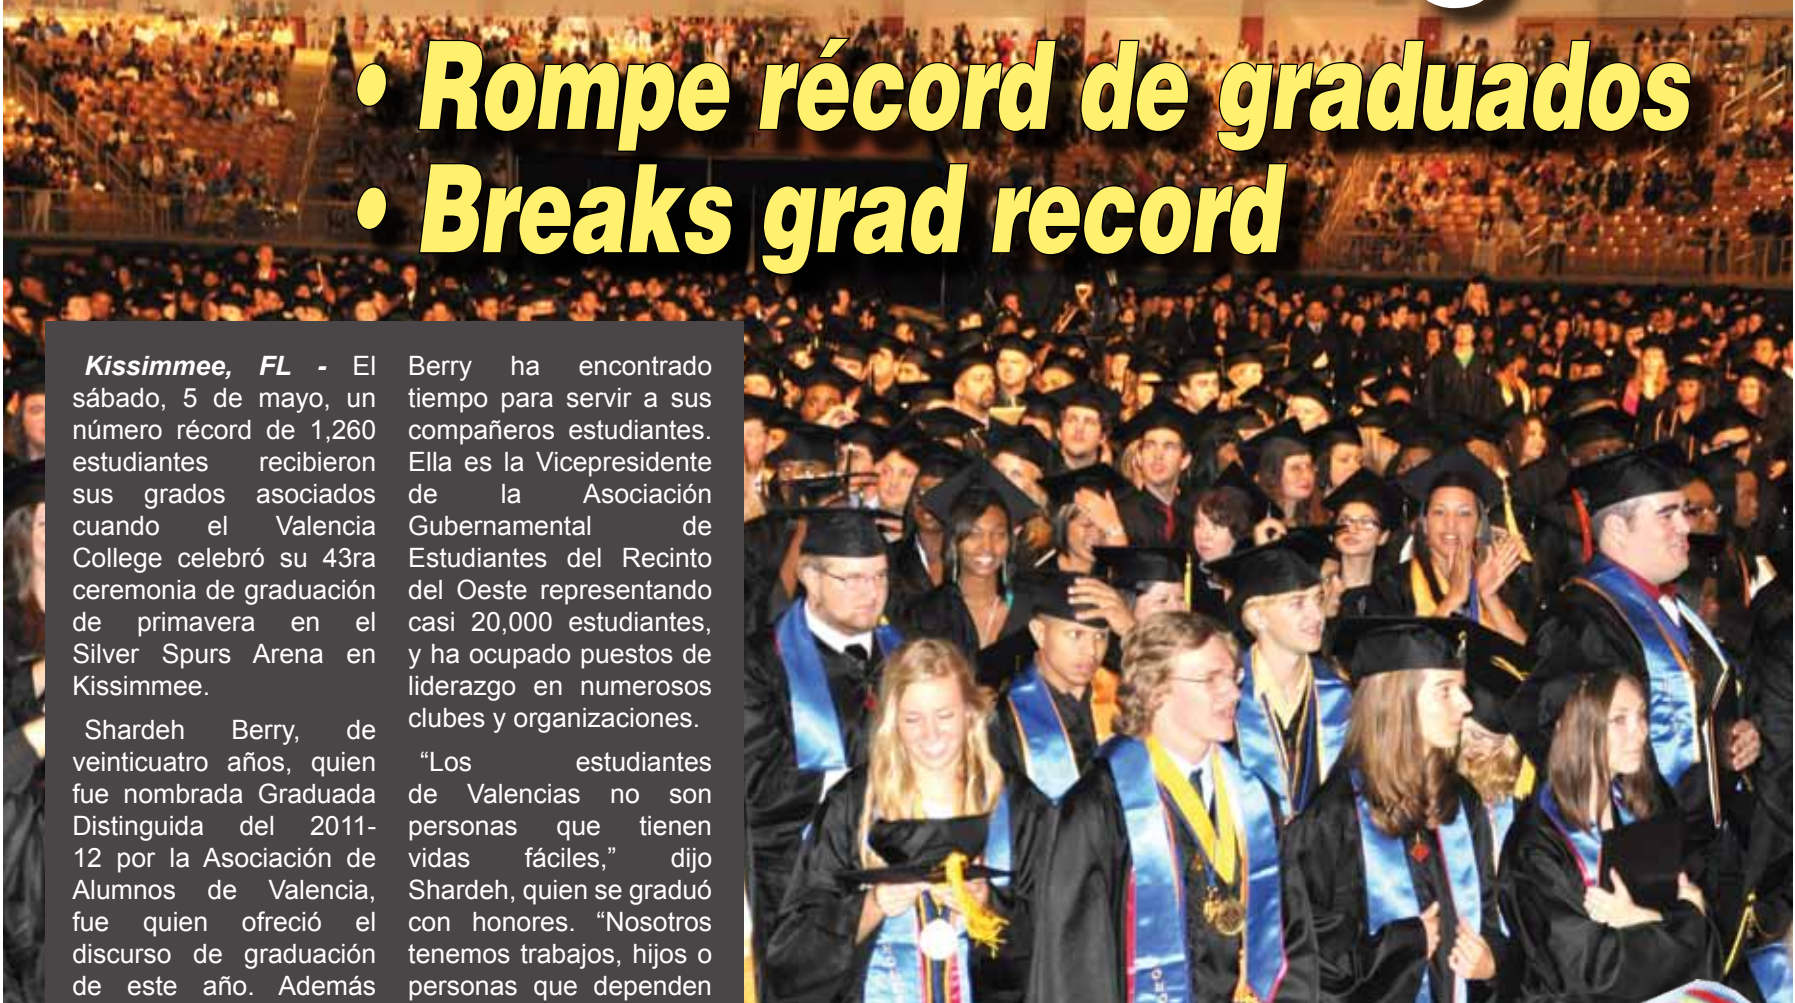 • Rompe récord de graduados
• Breaks grad record
Kissimmee, FL - El
sábado, 5 de mayo, un
número récord de 1,260
estudiantes recibieron
sus grados asociados
cuando el Valencia
College celebró su 43ra
ceremonia de graduación
de primavera en el
Silver Spurs Arena en
Kissimmee.
Shardeh Berry, de
veinticuatro años, quien
fue nombrada Graduada
Distinguida del 2011-
12 por la Asociación de
Alumnos de Valencia,
fue quien ofreció el
discurso de graduación
de este año. Además
Berry ha encontrado
tiempo para servir a sus
compañeros estudiantes.
Ella es la Vicepresidente
de la Asociación
Gubernamental de
Estudiantes del Recinto
del Oeste representando
casi 20,000 estudiantes,
y ha ocupado puestos de
liderazgo en numerosos
clubes y organizaciones.
“Los estudiantes
de Valencias no son
personas que tienen
vidas fáciles,” dijo
Shardeh, quien se graduó
con honores. “Nosotros
tenemos trabajos, hijos o
personas que dependen